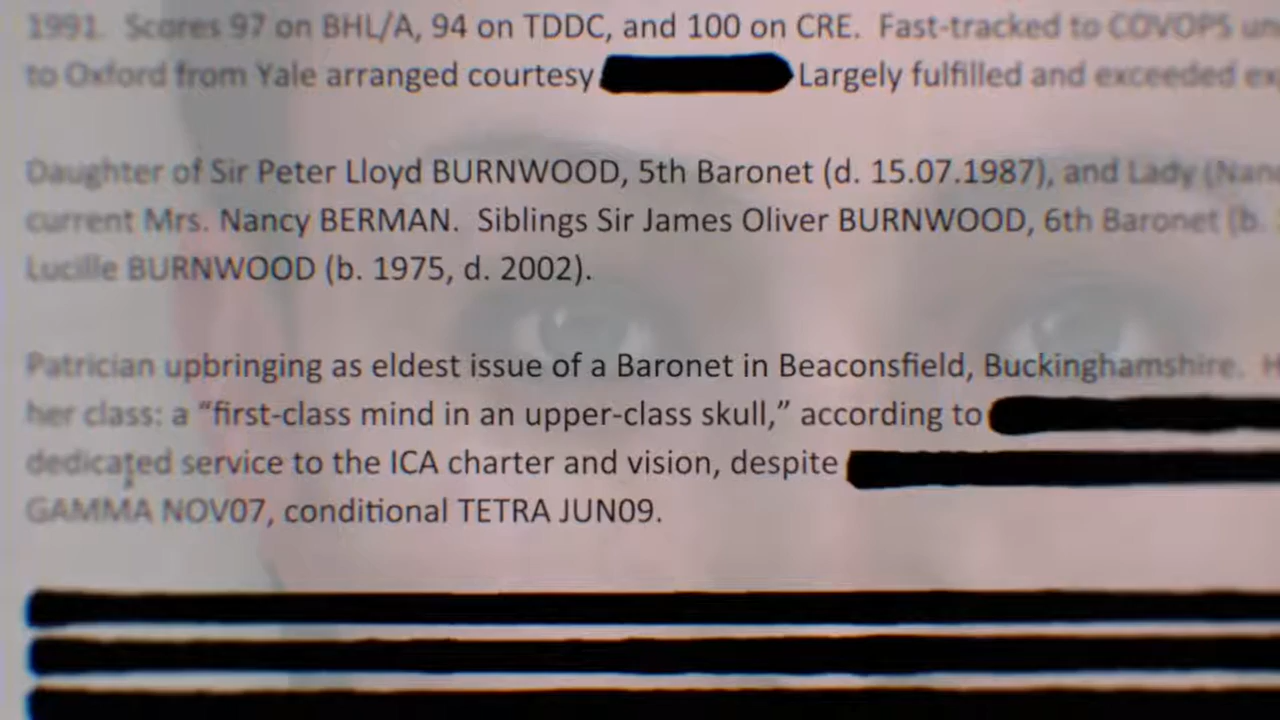 1991. Scores 97 on BHL/A, 94 on TDDC, and 100 on CRE. Fast-tracked to COVOPS
to Oxford from Yale arranged courtesy Largely fulfilled and exceeded
Daughter of Sir Peter Lloyd BURNWOOD, 5th Baronet (d. 15.07.1987), and Lady
current Mrs. Nancy BERMAN. Siblings Sir James Oliver BURNWOOD, 6th Baronet (b.
Lucille BURNWOOD (b. 1975, d. 2002).
Patrician upbringing as eldest issue of a Baronet in Beaconsfield, Buckinghamshire.
her class: a “first-class mind in an upper-class skull,” according to
dedicated service to the ICA charter and vision, despite
GAMMA NOV07, conditional TETRA JUN09.